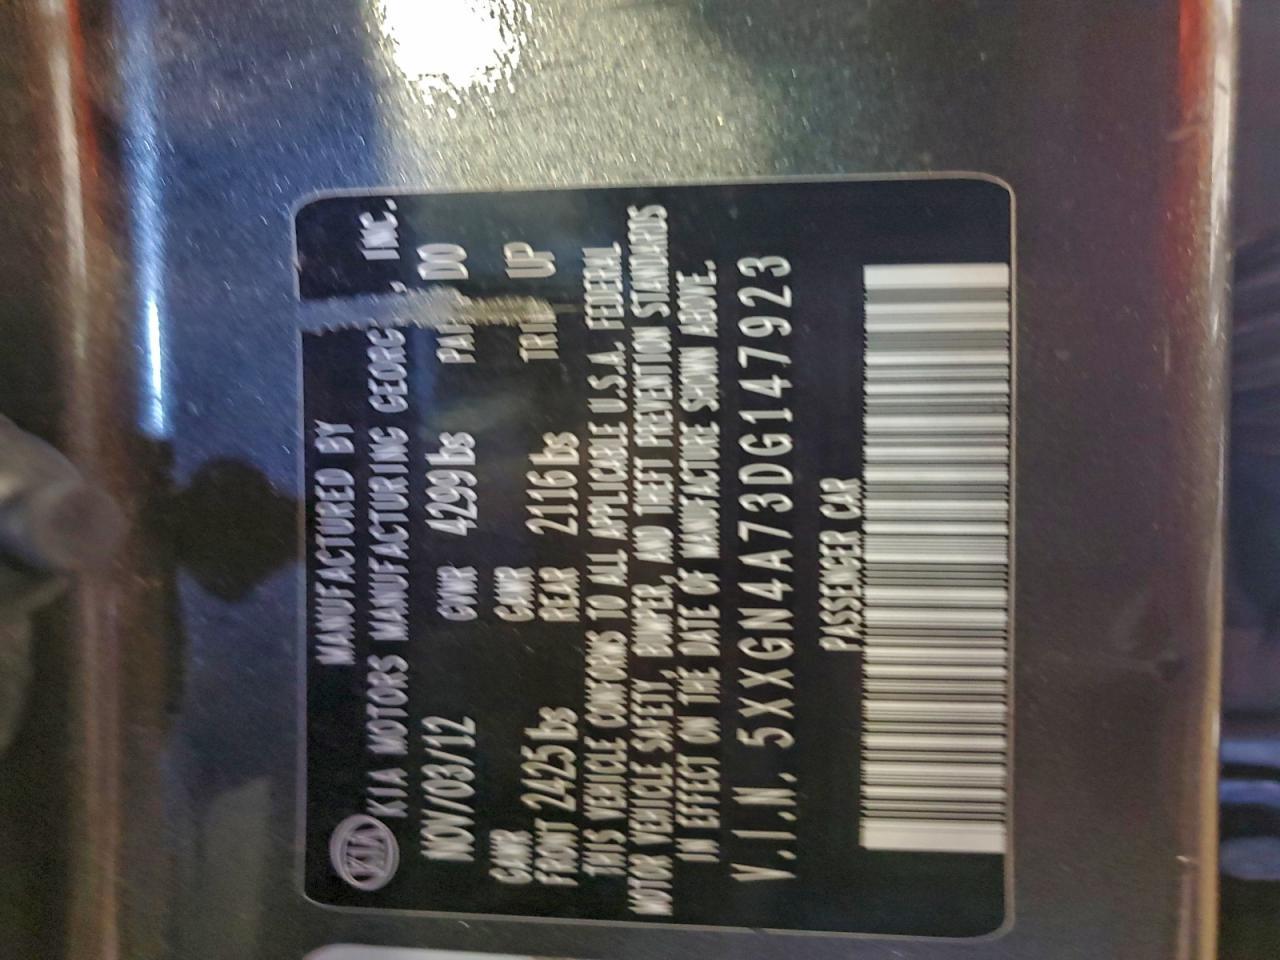 KIA
MANUFACTURED BY
KIA MOTORS MANUFACTURING GEORG , INC.
NOV/03/12 GVWR 4299lbs PA DO
GAWR GAWR
FRONT 2425lbs REAR 2116lbs TRI UP
THIS VEHICLE CONFORMS TO ALL APPLICABLE U.S.A. FEDERAL
MOTOR VEHICLE SAFETY, BUMPER, AND THEFT PREVENTION STANDARDS
IN EFFECT ON THE DATE OF MANUFACTURE SHOWN ABOVE.
V.I.N. 5XXGN4A73DG147923
PASSENGER CAR